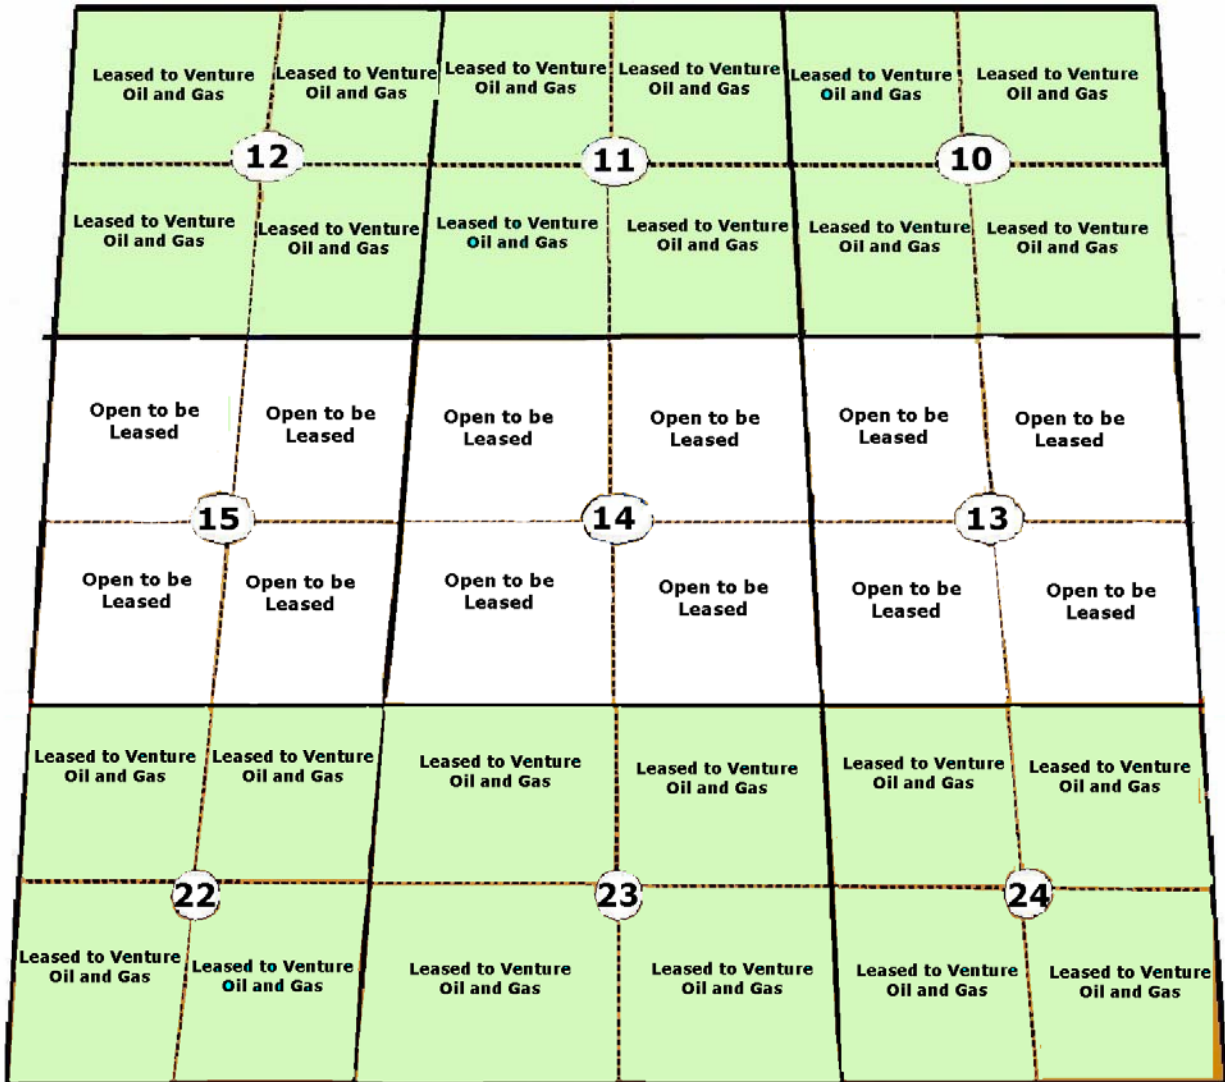 Leased to Venture
Oil and Gas
Leased to Venture
Oil and Gas
Leased to Venture
Oil and Gas
Leased to Venture
Oil and Gas
Leased to Venture
Oil and Gas
Leased to Venture
Oil and Gas
12
11
10
Leased to Venture
Oil and Gas
Leased to Venture
Oil and Gas
Leased to Venture
Oil and Gas
Leased to Venture
Oil and Gas
Leased to Venture
Oil and Gas
Leased to Venture
Oil and Gas
Open to be
Leased
Open to be
Leased
Open to be
Leased
Open to be
Leased
Open to be
Leased
Open to be
Leased
15
14
13
Open to be
Leased
Open to be
Leased
Open to be
Leased
Open to be
Leased
Open to be
Leased
Open to be
Leased
Leased to Venture
Oil and Gas
Leased to Venture
Oil and Gas
Leased to Venture
Oil and Gas
Leased to Venture
Oil and Gas
Leased to Venture
Oil and Gas
Leased to Venture
Oil and Gas
22
23
24
Leased to Venture
Oil and Gas
Leased to Venture
Oil and Gas
Leased to Venture
Oil and Gas
Leased to Venture
Oil and Gas
Leased to Venture
Oil and Gas
Leased to Venture
Oil and Gas